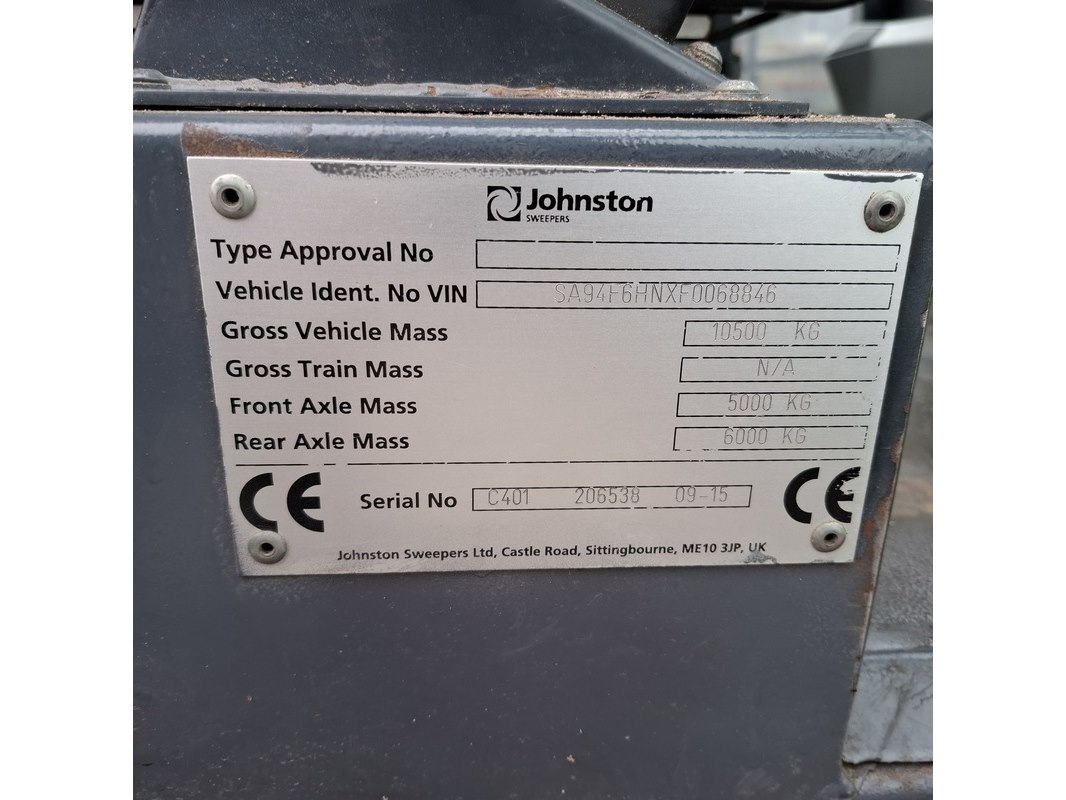 Johnston
SWEEPERS
Type Approval No
Vehicle Ident. No VIN SA94F6HNXF0068846
Gross Vehicle Mass 10500 KG
Gross Train Mass N/A
Front Axle Mass 5000 KG
Rear Axle Mass 6000 KG
CE Serial No C401 206538 09-15 CE
Johnston Sweepers Ltd, Castle Road, Sittingbourne, ME10 3JP, UK